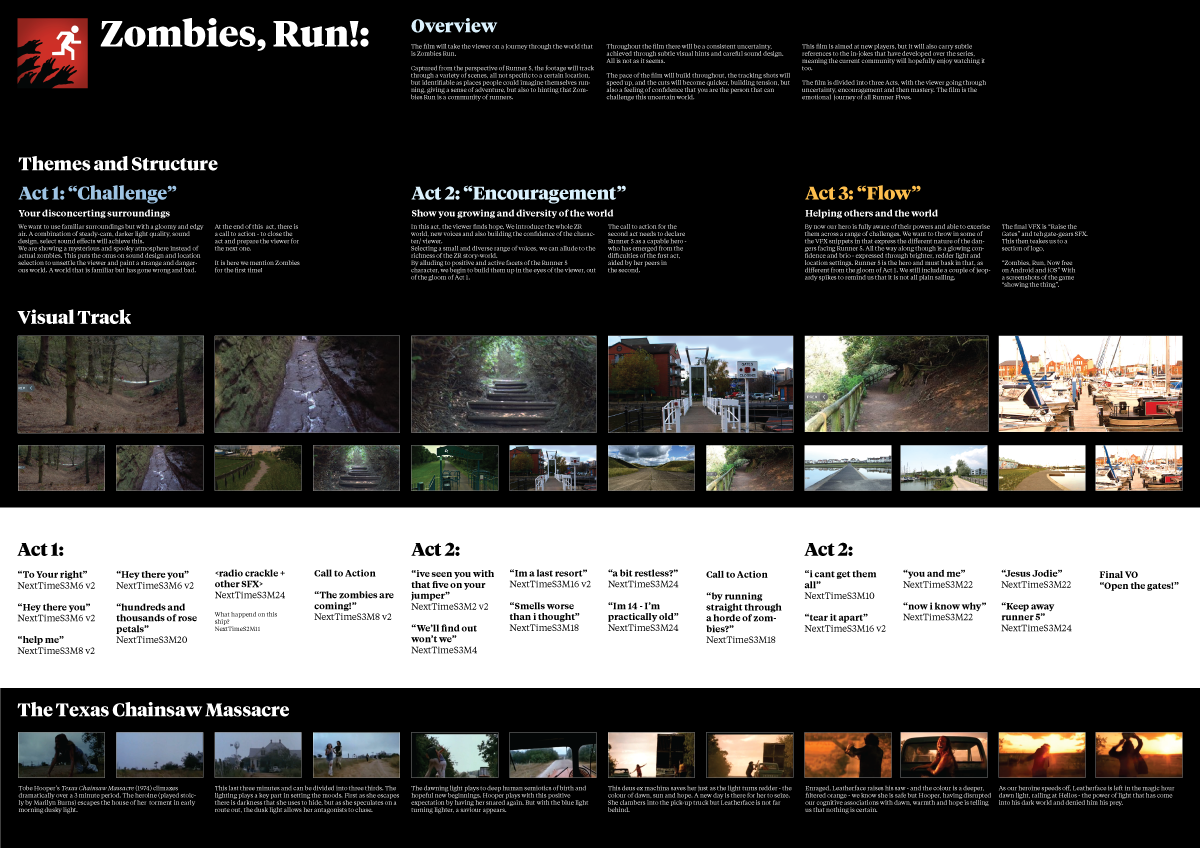 Zombies, Run!:
Overview
The film will take the viewer on a journey through the world that
is Zombies Run.
Captured from the perspective of Runner 5, the footage will track
through a variety of scenes, all not specific to a certain location,
but identifiable as places people could imagine themselves run-
ning, giving a sense of adventure, but also to hinting that Zom-
bies Run is a community of runners.
Throughout the film there will be a consistent uncertainty,
achieved through subtle visual hints and careful sound design.
All is not as it seems.
The pace of the film will build throughout, the tracking shots will
speed up, and the cuts will become quicker, building tension, but
also a feeling of confidence that you are the person that can
challenge this uncertain world.
This film is aimed at new players, but it will also carry subtle
references to the in-jokes that have developed over the series,
meaning the current community will hopefully enjoy watching it
too.
The film is divided into three Acts, with the viewer going through
uncertainty, encouragement and then mastery. The film is the
emotional journey of all Runner Fives.
Themes and Structure
Act 1: “Challenge”
Your disconcerting surroundings
We want to use familiar surroundings but with a gloomy and edgy
air. A combination of steady-cam, darker light quality, sound
design, select sound effects will achieve this.
We are showing a mysterious and spooky atmosphere instead of
actual zombies. This puts the onus on sound design and location
selection to unsettle the viewer and paint a strange and danger-
ous world. A world that is familiar but has gone wrong and bad.
At the end of this act, there is
a call to action - to close the
act and prepare the viewer for
the next one.
It is here we mention Zombies
for the first time!
Act 2: “Encouragement”
Show you growing and diversity of the world
In this act, the viewer finds hope. We introduce the whole ZR
world, new voices and also building the confidence of the charac-
ter/viewer.
Selecting a small and diverse range of voices, we can allude to the
richness of the ZR story-world.
By alluding to positive and active facets of the Runner 5
character, we begin to build them up in the eyes of the viewer, out
of the gloom of Act 1.
The call to action for the
second act needs to declare
Runner 5 as a capable hero -
who has emerged from the
difficulties of the first act,
aided by her peers in
the second.
Act 3: “Flow”
Helping others and the world
By now our hero is fully aware of their powers and able to excerise
them across a range of challenges. We want to throw in some of
the VFX snippets in that express the different nature of the dan-
gers facing Runner 5. All the way along though is a glowing con-
fidence and brio - expressed through brighter, redder light and
location settings. Runner 5 is the hero and must bask in that, as
different from the gloom of Act 1. We still include a couple of jeop-
ardy spikes to remind us that it is not all plain sailing.
The final VFX is “Raise the
Gates” and teh gate-gears SFX.
This then teakes us to a
section of logo,
“Zombies, Run, Now free
on Android and iOS” With
a screenshots of the game
“showing the thing”.
Visual Track
Act 1:
“To Your right”
NextTimeS3M6 v2
“Hey there you”
NextTimeS3M6 v2
“help me”
NextTimeS3M8 v2
“Hey there you”
NextTimeS3M6 v2
“hundreds and
thousands of rose
petals”
NextTimeS3M20
<radio crackle +
other SFX>
NextTimeS3M24
What happend on this
ship?
NextTimeS2M11
Call to Action
“The zombies are
coming!”
NextTimeS3M8 v2
Act 2:
“ive seen you with
that five on your
jumper”
NextTimeS3M2 v2
“We'll find out
won't we”
NextTimeS3M4
“Im a last resort”
NextTimeS3M16 v2
“Smells worse
than i thought”
NextTimeS3M18
“a bit restless?”
NextTimeS3M24
“Im 14 - I'm
practically old”
NextTimeS3M24
Call to Action
“by running
straight through
a horde of zom-
bies?”
NextTimeS3M18
Act 2:
“i cant get them
all”
NextTimeS3M10
“tear it apart”
NextTimeS3M16 v2
“you and me”
NextTimeS3M22
“now i know why”
NextTimeS3M22
“Jesus Jodie”
NextTimeS3M22
“Keep away
runner 5”
NextTimeS3M24
Final VO
“Open the gates!”
The Texas Chainsaw Massacre
Tobe Hooper's Texas Chainsaw Massacre (1974) climaxes
dramatically over a 3 minute period. The heroine (played stoic-
ly by Marilyn Burns) escapes the house of her torment in early
morning dusky light.
This last three minutes and can be divided into three thirds. The
lighting plays a key part in setting the moods. First as she escapes
there is darkness that she uses to hide, but as she speculates on a
route out, the dusk light allows her antagonists to chase.
The dawning light plays to deep human semiotics of birth and
hopeful new beginnings. Hooper plays with this positive
expectation by having her snared again. But with the blue light
turning lighter, a saviour appears.
This deus ex machina saves her just as the light turns redder - the
colour of dawn, sun and hope. A new day is there for her to seize.
She clambers into the pick-up truck but Leatherface is not far
behind.
Enraged, Leatherface raises his saw - and the colour is a deeper,
filtered orange - we know she is safe but Hooper, having disrupted
our cognitive associations with dawn, warmth and hope is telling
us that nothing is certain.
As our heroine speeds off, Leatherface is left in the magic hour
dawn light, railing at Helios - the power of light that has come
into his dark world and denied him his prey.